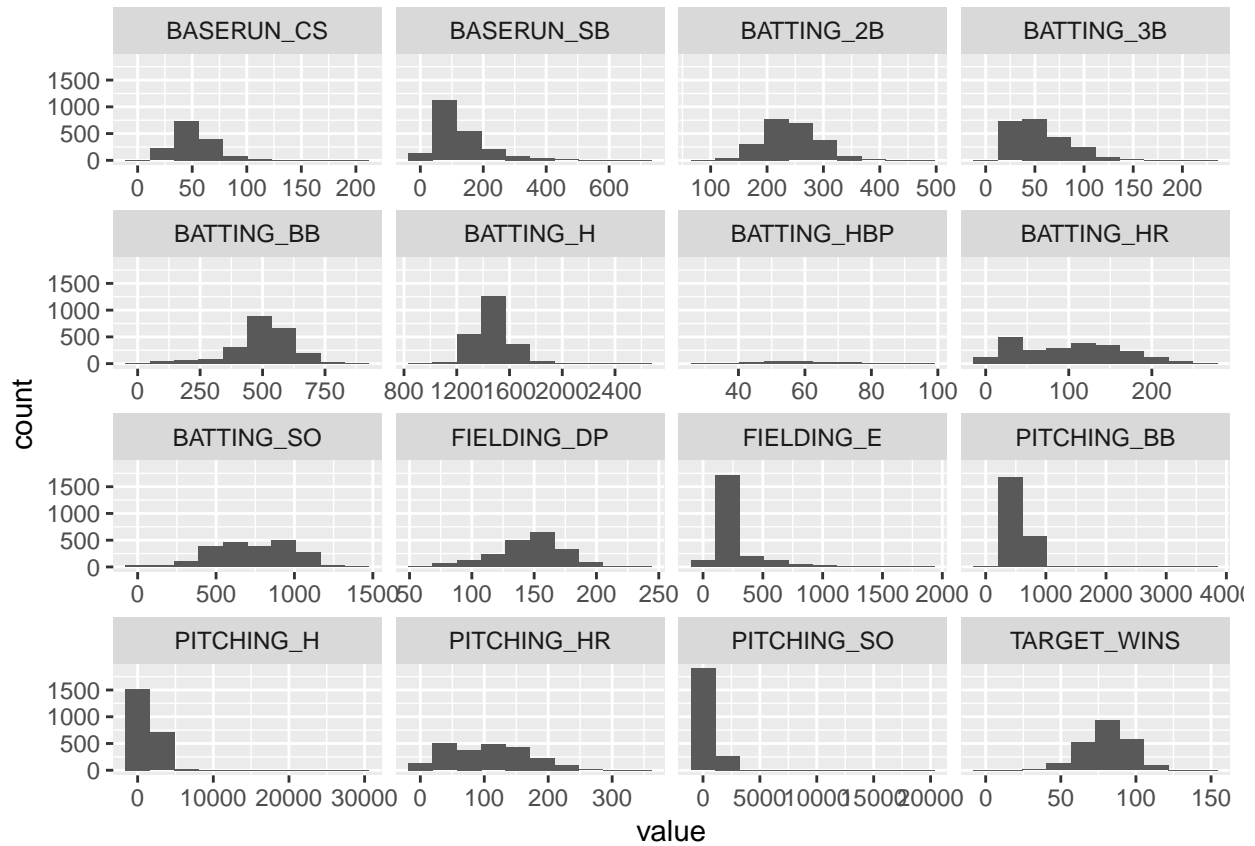 BASERUN_CS BASERUN_SB BATTING_2B BATTING_3B
1500
1000
500
0
0 50 100 150 200 0 200 400 600 100 200 300 400 500 0 50 100 150 200
BATTING_BB BATTING_H BATTING_HBP BATTING_HR
1500
1000
500
0
0 250 500 750 800 1200 1600 2000 2400 40 60 80 100 0 100 200
count
BATTING_SO FIELDING_DP FIELDING_E PITCHING_BB
1500
1000
500
0
0 500 1000 1500 50 100 150 200 250 0 500 1000 1500 2000 0 1000 2000 3000 4000
PITCHING_H PITCHING_HR PITCHING_SO TARGET_WINS
1500
1000
500
0
0 10000 20000 30000 0 100 200 300 0 5000 10000 15000 20000 0 50 100 150
value